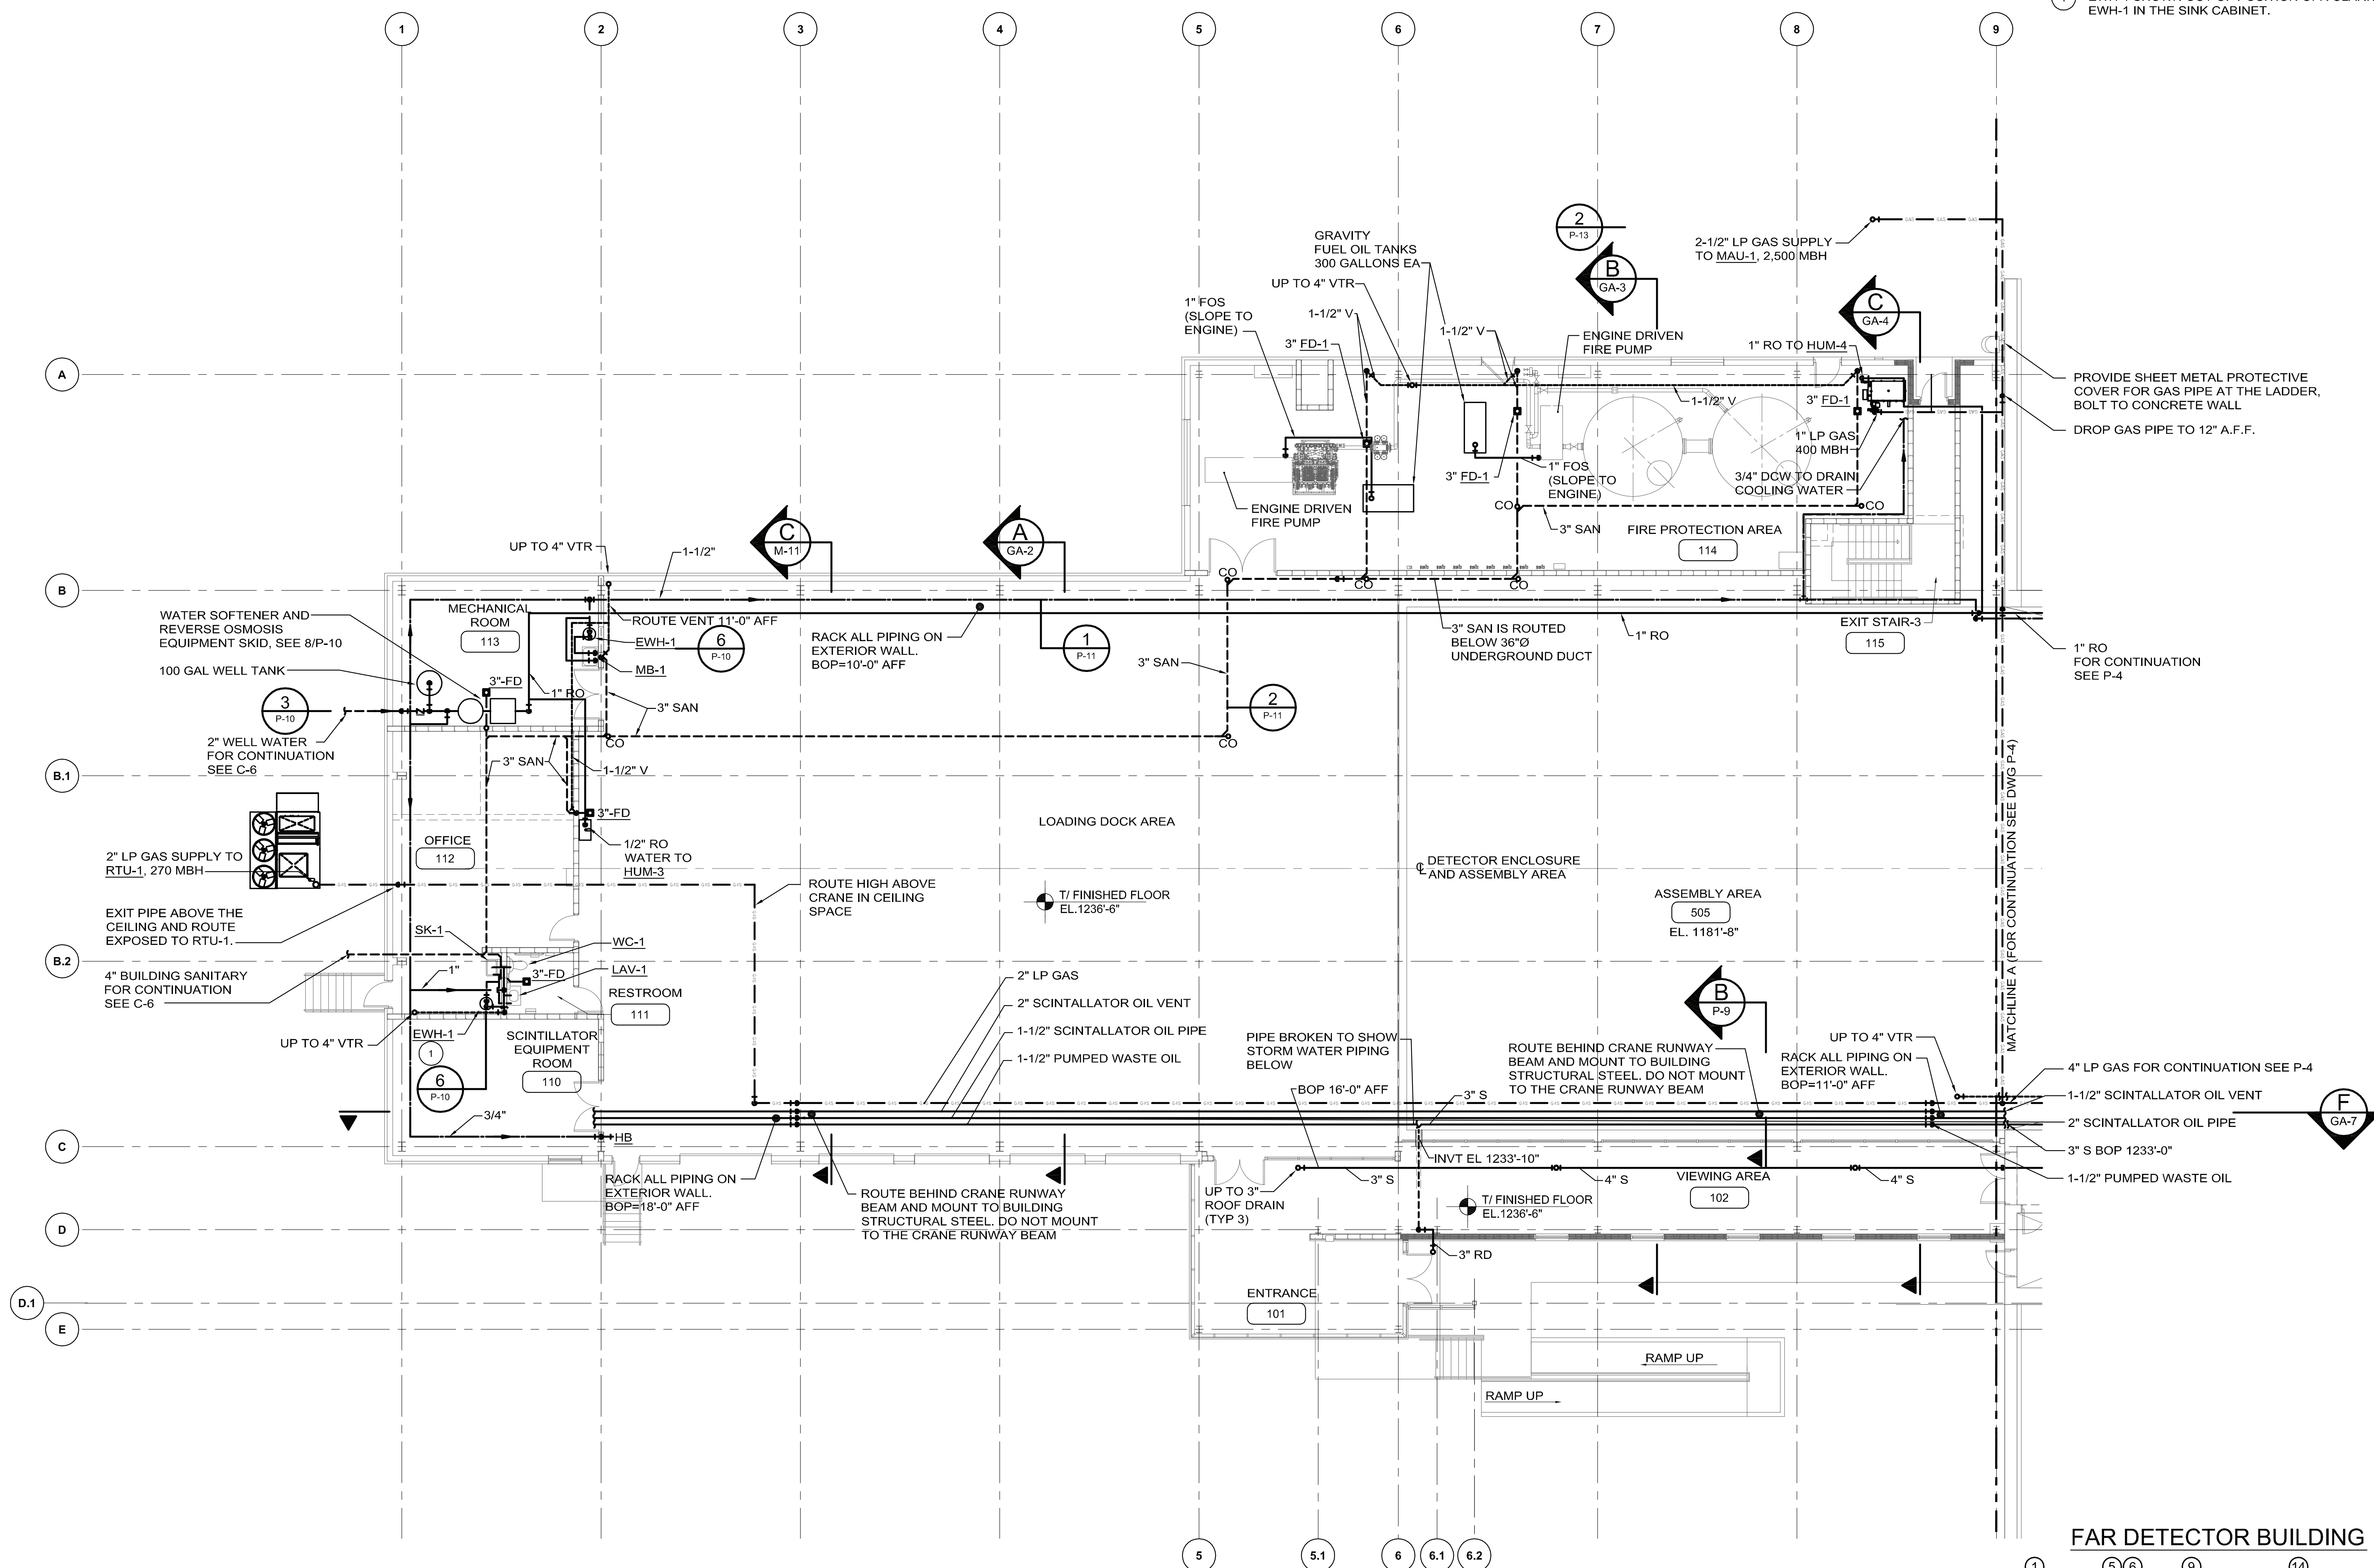 EWH-1 IN THE SINK CABINET.
1
2
3
4
5
6
7
8
9
A
B
B.1
B.2
C
D
D.1
E
2
P-13
GRAVITY
FUEL OIL TANKS
300 GALLONS EA
UP TO 4" VTR
B
GA-3
2-1/2" LP GAS SUPPLY
TO MAU-1, 2,500 MBH
C
GA-4
1" FOS
(SLOPE TO
ENGINE)
1-1/2" V
3" FD-1
1-1/2" V
ENGINE DRIVEN
FIRE PUMP
1" RO TO HUM-4
1-1/2" V
3" FD-1
PROVIDE SHEET METAL PROTECTIVE
COVER FOR GAS PIPE AT THE LADDER,
BOLT TO CONCRETE WALL
DROP GAS PIPE TO 12" A.F.F.
1" LP GAS
400 MBH
3" FD-1
1" FOS
(SLOPE TO
ENGINE)
3/4" DCW TO DRAIN
COOLING WATER
ENGINE DRIVEN
FIRE PUMP
CO
3" SAN
CO
FIRE PROTECTION AREA
114
C
M-11
A
GA-2
UP TO 4" VTR
1-1/2"
CO
CO
CO
WATER SOFTENER AND
REVERSE OSMOSIS
EQUIPMENT SKID, SEE 8/P-10
MECHANICAL
ROOM
113
ROUTE VENT 11'-0" AFF
EWH-1
6
P-10
MB-1
RACK ALL PIPING ON
EXTERIOR WALL.
BOP=10'-0" AFF
1
P-11
3" SAN IS ROUTED
BELOW 36"Ø
UNDERGROUND DUCT
1" RO
EXIT STAIR-3
115
1" RO
FOR CONTINUATION
SEE P-4
100 GAL WELL TANK
3"-FD
1" RO
3" SAN
3" SAN
2
P-11
3
P-10
2" WELL WATER
FOR CONTINUATION
SEE C-6
CO
CO
3" SAN
1-1/2" V
3"-FD
1/2" RO
WATER TO
HUM-3
OFFICE
112
LOADING DOCK AREA
MATCHLINE A (FOR CONTINUATION SEE DWG P-4)
2" LP GAS SUPPLY TO
RTU-1, 270 MBH
℄ DETECTOR ENCLOSURE
AND ASSEMBLY AREA
ROUTE HIGH ABOVE
CRANE IN CEILING
SPACE
T/ FINISHED FLOOR
EL.1236'-6"
ASSEMBLY AREA
505
EL. 1181'-8"
EXIT PIPE ABOVE THE
CEILING AND ROUTE
EXPOSED TO RTU-1.
SK-1
WC-1
LAV-1
4" BUILDING SANITARY
FOR CONTINUATION
SEE C-6
1"
3"-FD
RESTROOM
111
2" LP GAS
2" SCINTALLATOR OIL VENT
1-1/2" SCINTALLATOR OIL PIPE
1-1/2" PUMPED WASTE OIL
B
P-9
UP TO 4" VTR
EWH-1
1
6
P-10
SCINTILLATOR
EQUIPMENT
ROOM
110
PIPE BROKEN TO SHOW
STORM WATER PIPING
BELOW
ROUTE BEHIND CRANE RUNWAY
BEAM AND MOUNT TO BUILDING
STRUCTURAL STEEL. DO NOT MOUNT
TO THE CRANE RUNWAY BEAM
UP TO 4" VTR
RACK ALL PIPING ON
EXTERIOR WALL.
BOP=11'-0" AFF
4" LP GAS FOR CONTINUATION SEE P-4
1-1/2" SCINTALLATOR OIL VENT
2" SCINTALLATOR OIL PIPE
3" S BOP 1233'-0"
1-1/2" PUMPED WASTE OIL
F
GA-7
3/4"
HB
BOP 16'-0" AFF
3" S
INVT EL 1233'-10"
RACK ALL PIPING ON
EXTERIOR WALL.
BOP=18'-0" AFF
ROUTE BEHIND CRANE RUNWAY
BEAM AND MOUNT TO BUILDING
STRUCTURAL STEEL. DO NOT MOUNT
TO THE CRANE RUNWAY BEAM
UP TO 3"
ROOF DRAIN
(TYP 3)
3" S
4" S
VIEWING AREA
102
4" S
T/ FINISHED FLOOR
EL.1236'-6"
3" RD
ENTRANCE
101
RAMP UP
RAMP UP
5
5.1
6
6.1
6.2
FAR DETECTOR BUILDING
1
5
6
9
14